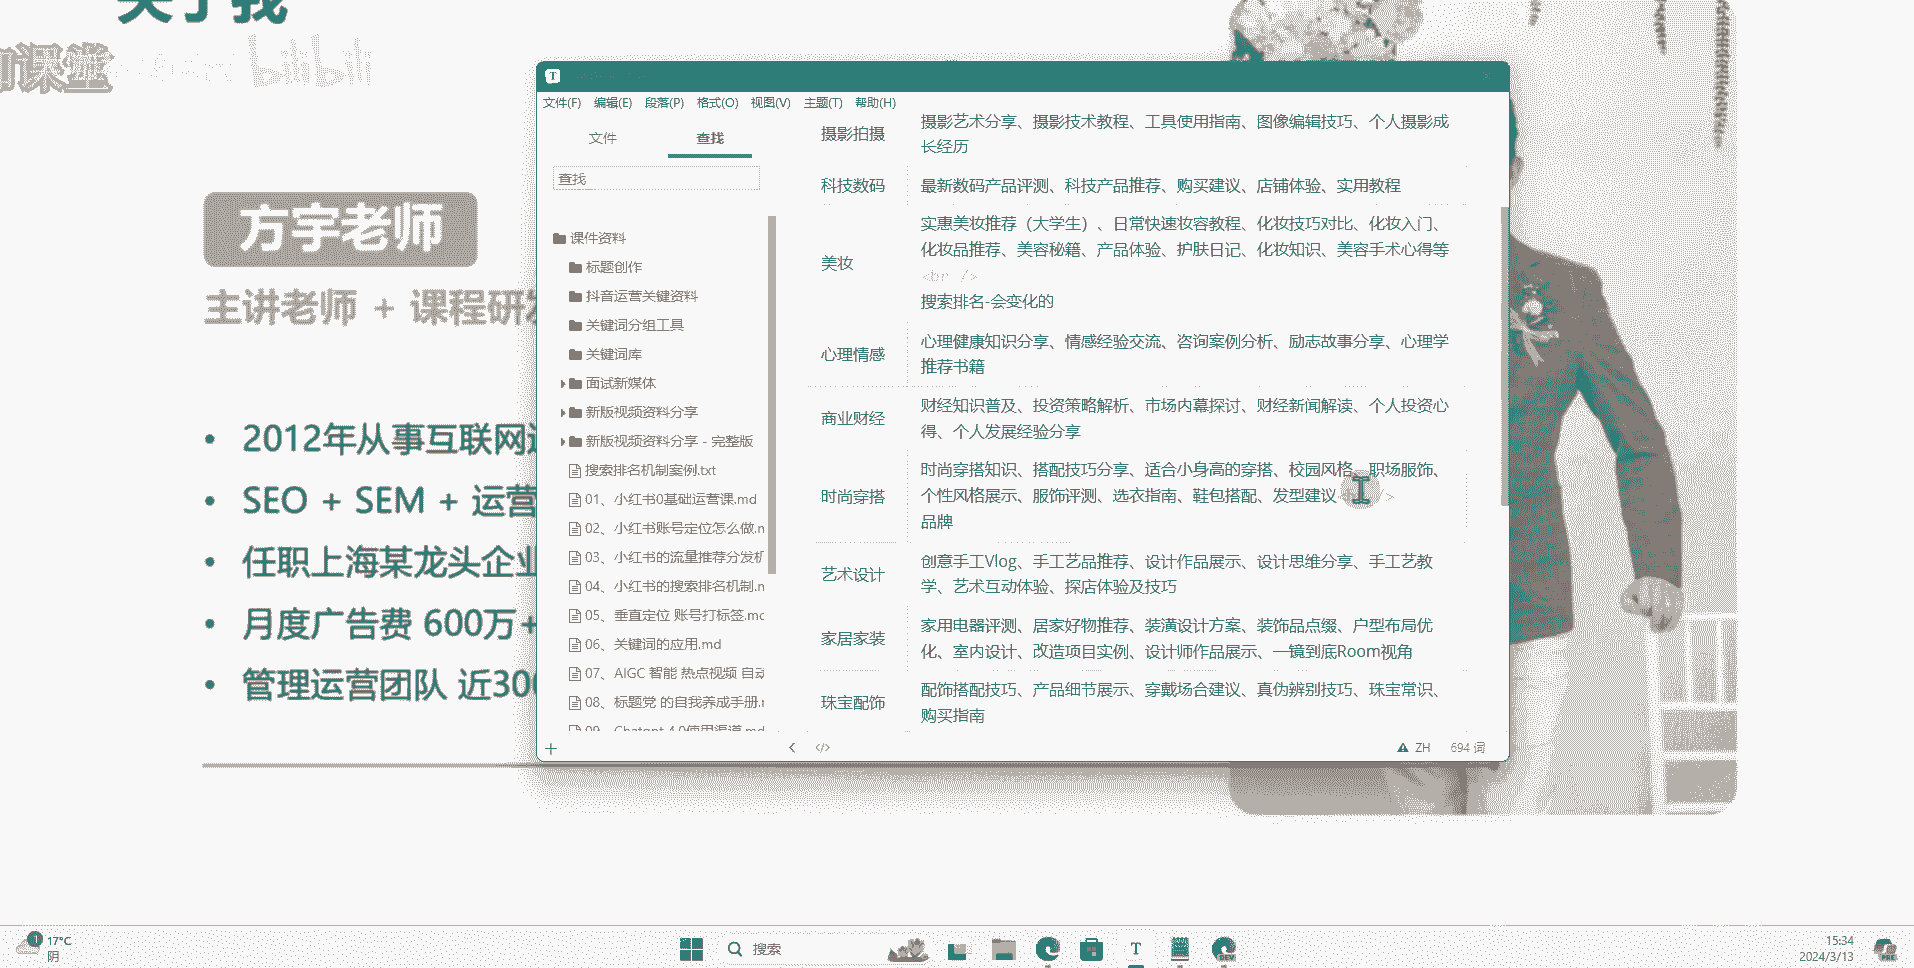 关于我
课堂 bilibili
方宇老师
主讲老师 + 课程研发
• 2012年从事互联网
• SEO + SEM + 运营
• 任职上海某龙头企业
• 月度广告费 600万+
• 管理运营团队 近300
文件(F) 编辑(E) 段落(P) 格式(O) 视图(V) 主题(T) 帮助(H)
文件 查找
查找
课件资料
标题创作
抖音运营关键资料
关键词分组工具
关键词库
面试新媒体
新版视频资料分享
新版视频资料分享 - 完整版
搜索排名机制案例.txt
01、小红书0基础运营课.md
02、小红书账号定位怎么做.n
03、小红书的流量推荐分发机
04、小红书的搜索排名机制.n
05、垂直定位 账号打标签.mc
06、关键词的应用.md
07、AIGC 智能 热点视频 自动
08、标题党 的自我养成手册.r
09、Chatgpt 4.0使用渠道.md
摄影拍摄
摄影艺术分享、摄影技术教程、工具使用指南、图像编辑技巧、个人摄影成
长经历
科技数码
最新数码产品评测、科技产品推荐、购买建议、店铺体验、实用教程
美妆
实惠美妆推荐（大学生）、日常快速妆容教程、化妆技巧对比、化妆入门、
化妆品推荐、美容秘籍、产品体验、护肤日记、化妆知识、美容手术心得等
<br />
搜索排名-会变化的
心理情感
心理健康知识分享、情感经验交流、咨询案例分析、励志故事分享、心理学
推荐书籍
商业财经
财经知识普及、投资策略解析、市场内幕探讨、财经新闻解读、个人投资心
得、个人发展经验分享
时尚穿搭
时尚穿搭知识、搭配技巧分享、适合小身高的穿搭、校园风格、职场服饰、
个性风格展示、服饰评测、选衣指南、鞋包搭配、发型建议 />
品牌
艺术设计
创意手工Vlog、手工艺品推荐、设计作品展示、设计思维分享、手工艺教
学、艺术互动体验、探店体验及技巧
家居家装
家用电器评测、居家好物推荐、装潢设计方案、装饰品点缀、户型布局优
化、室内设计、改造项目实例、设计师作品展示、一镜到底Room视角
珠宝配饰
配饰搭配技巧、产品细节展示、穿戴场合建议、真伪辨别技巧、珠宝常识、
购买指南
ZH 694 词
1 17°C
阴
搜索
DEV
15:34
2024/3/13
PRE